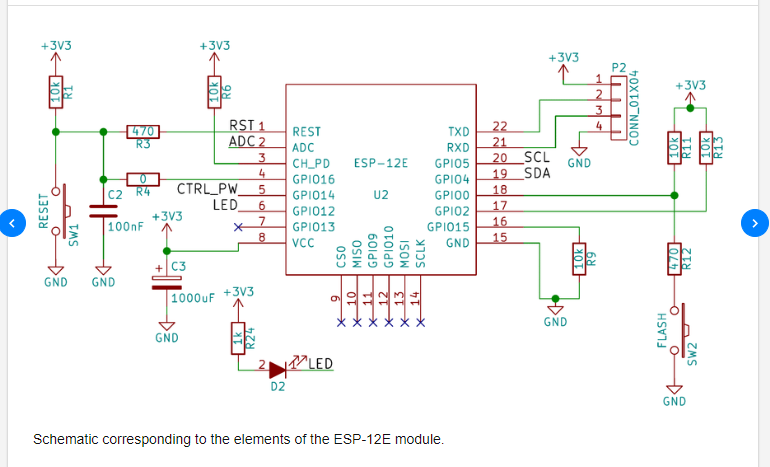 +3V3
+3V3
+3V3
+3V3
10k
R1
10k
R6
P2
CONN_01X04
1
2
3
4
GND
470
R3
RST 1
ADC 2
3
4
CTRL_PW 5
LED 6
7
8
REST
ADC
CH_PD
GPIO16
GPIO14
GPIO12
GPIO13
VCC
ESP-12E
U2
TXD
RXD
GPIO5
GPIO4
GPIO0
GPIO2
GPIO15
GND
22
21
20 SCL
19 SDA
18
17
16
15
10k
R11
10k
R13
0
R4
C2
100nF
RESET
SW1
GND
GND
+3V3
C3
+
1000uF
GND
CS0
MISO
GPIO9
GPIO10
MOSI
SCLK
9
10
11
12
13
14
10k
R9
GND
470
R12
FLASH
SW2
GND
+3V3
1k
R24
2
LED
D2
Schematic corresponding to the elements of the ESP-12E module.